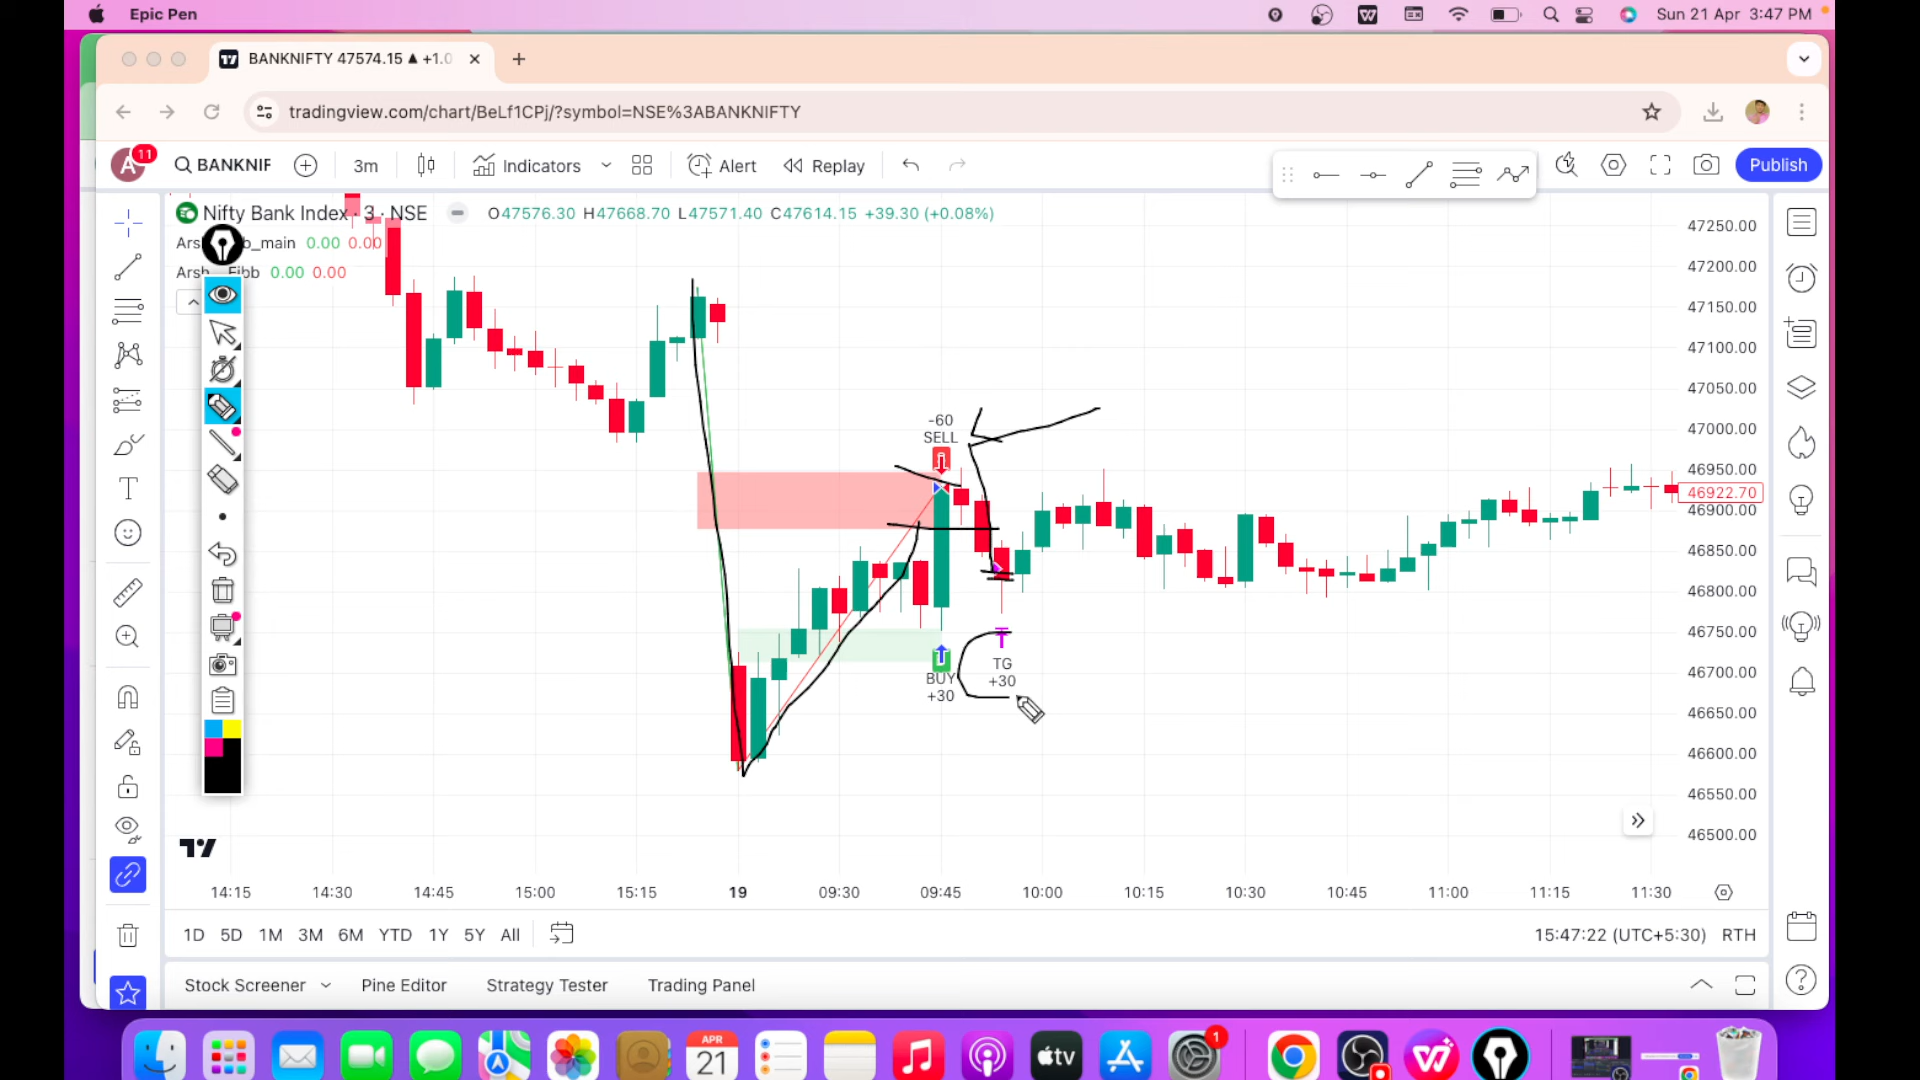 Epic Pen
Sun 21 Apr 3:47 PM
BANKNIFTY 47574.15 ▲ +1.0
tradingview.com/chart/BeLf1CPj/?symbol=NSE%3ABANKNIFTY
A 11
BANKNIF
3m
Indicators
Alert
Replay
Publish
Nifty Bank Index · 3 · NSE
O47576.30 H47668.70 L47571.40 C47614.15 +39.30 (+0.08%)
b_main 0.00 0.00
Fibb 0.00 0.00
47250.00
47200.00
47150.00
47100.00
47050.00
47000.00
46950.00
46922.70
46900.00
46850.00
46800.00
46750.00
46700.00
46650.00
46600.00
46550.00
46500.00
-60
SELL
TG
+30
BUY
+30
14:15 14:30 14:45 15:00 15:15 19 09:30 09:45 10:00 10:15 10:30 10:45 11:00 11:15 11:30
1D 5D 1M 3M 6M YTD 1Y 5Y All
15:47:22 (UTC+5:30) RTH
Stock Screener
Pine Editor
Strategy Tester
Trading Panel
APR
21
tv
1